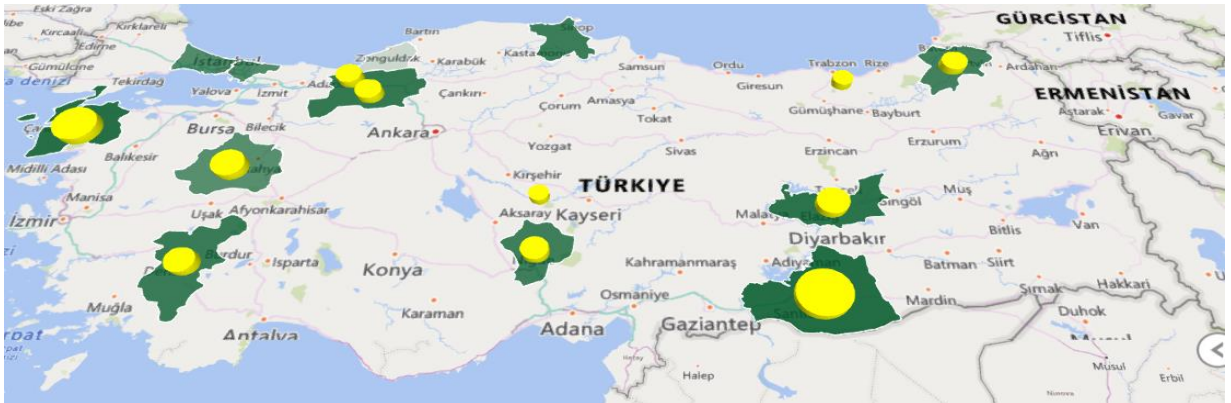 Eski Zağra
Kırcaali
Kırklareli
Edirne
Gümülcine
Tekirdağ
İstanbul
Yalova
İzmit
Zonguldak
Bartın
Karabük
Kastamonu
Sinop
Samsun
Ordu
Giresun
Trabzon
Rize
Ardahan
GÜRCİSTAN
Tiflis
ERMENİSTAN
Astarak
Gavar
Erivan
Çankırı
Çorum
Amasya
Tokat
Gümüşhane
Bayburt
Bursa
Bilecik
Ankara
Balıkesir
Midilli Adası
Manisa
İzmir
Uşak
Afyonkarahisar
Yozgat
Sivas
Erzincan
Erzurum
Ağrı
Kırşehir
TÜRKIYE
Aksaray
Kayseri
Muş
Bingöl
Van
Bitlis
Diyarbakır
Batman
Siirt
Burdur
Isparta
Konya
Kahramanmaraş
Adıyaman
Muğla
Antalya
Karaman
Adana
Osmaniye
Gaziantep
Mardin
Şırnak
Hakkari
Duhok
Musul
Erbil
Halep